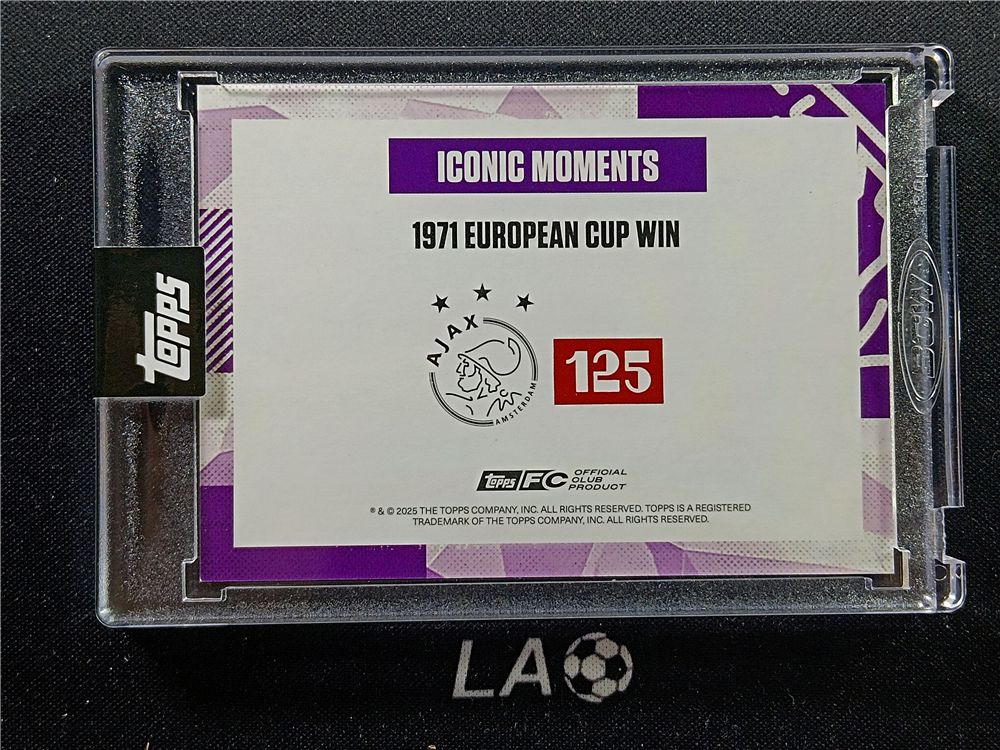 ICONIC MOMENTS
1971 EUROPEAN CUP WIN
AJAX
AMSTERDAM
125
Topps
Topps FC OFFICIAL
CLUB
PRODUCT
® & © 2025 THE TOPPS COMPANY, INC. ALL RIGHTS RESERVED. TOPPS IS A REGISTERED
TRADEMARK OF THE TOPPS COMPANY, INC. ALL RIGHTS RESERVED.
LA